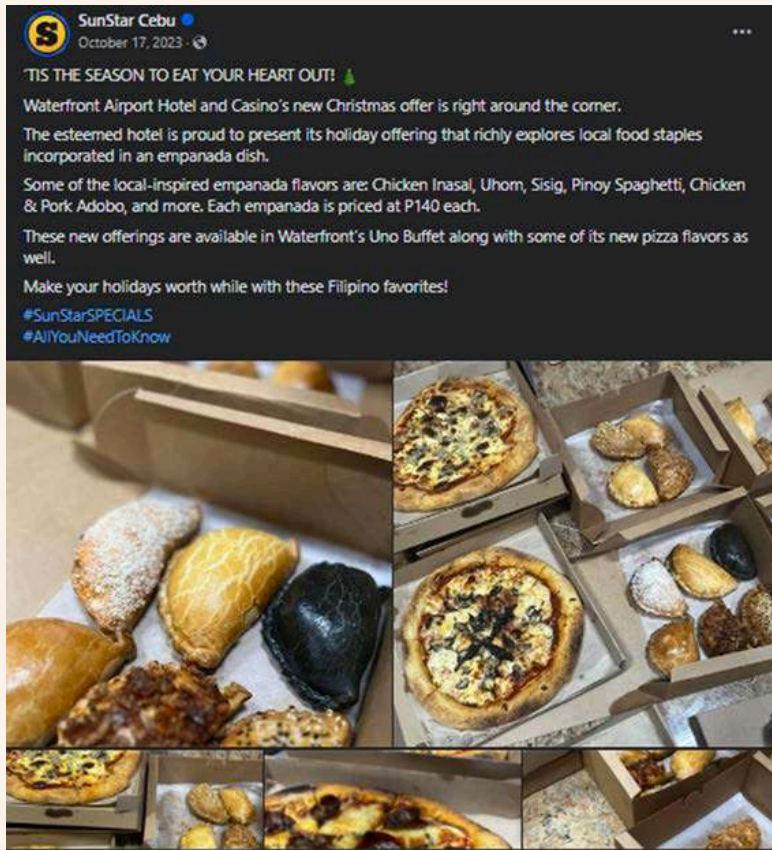 SunStar Cebu
October 17, 2023 ·
'TIS THE SEASON TO EAT YOUR HEART OUT!
Waterfront Airport Hotel and Casino's new Christmas offer is right around the corner.
The esteemed hotel is proud to present its holiday offering that richly explores local food staples
incorporated in an empanada dish.
Some of the local-inspired empanada flavors are: Chicken Inasal, Uhom, Sisig, Pinoy Spaghetti, Chicken
& Pork Adobo, and more. Each empanada is priced at P140 each.
These new offerings are available in Waterfront's Uno Buffet along with some of its new pizza flavors as
well.
Make your holidays worth while with these Filipino favorites!
#SunStarSPECIALS
#AllYouNeedToKnow